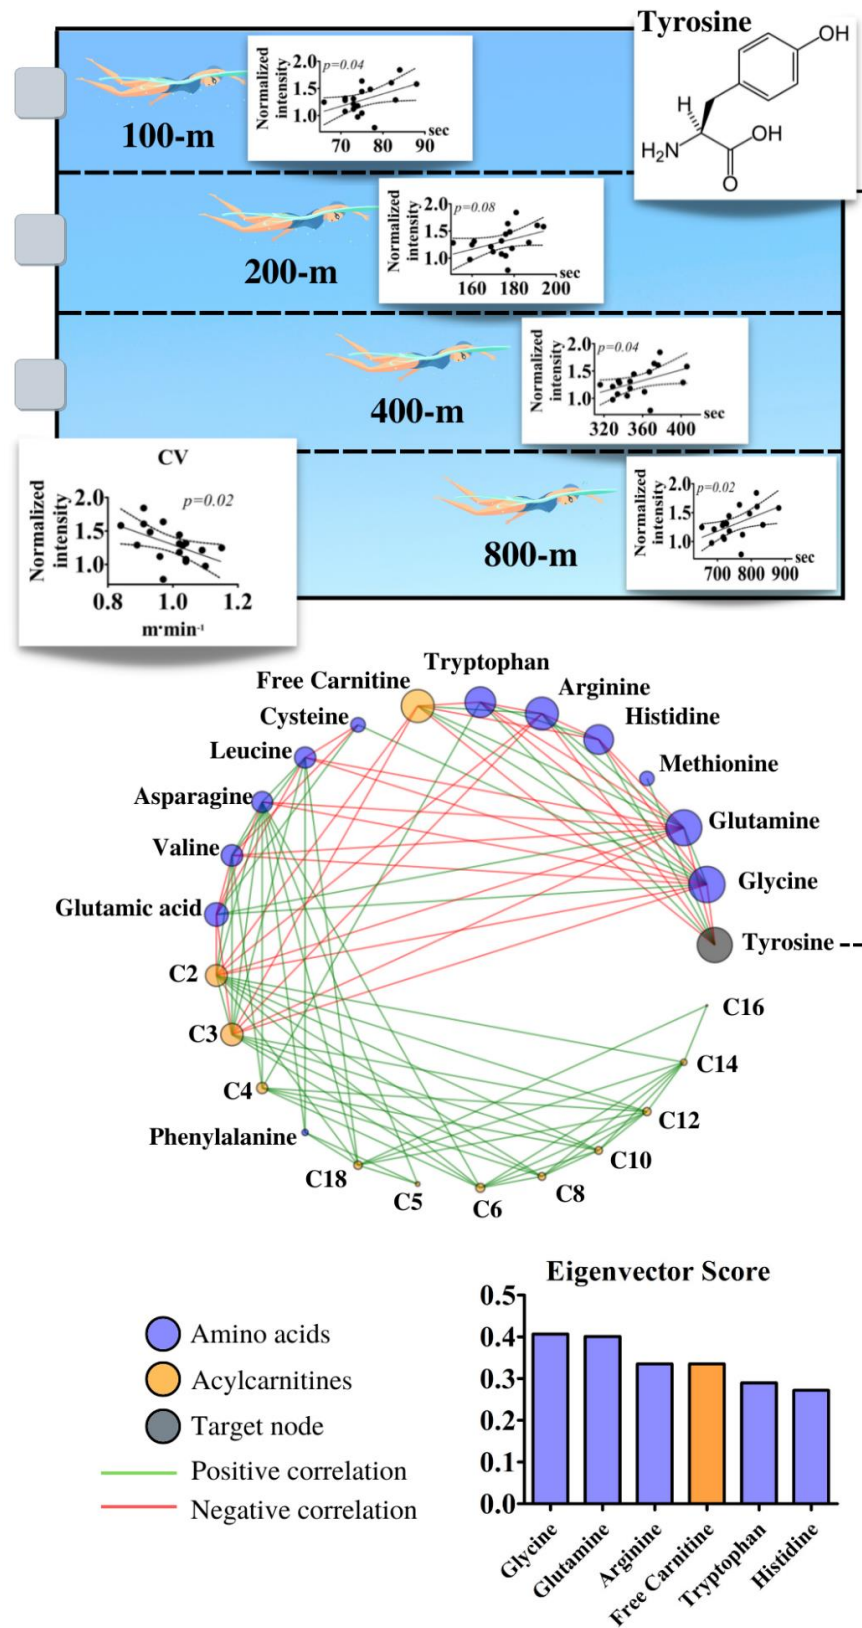 Tyrosine
OH
H
OH
H₂N
O
Normalized
intensity
p=0.04
2.0
1.5
1.0
70 80 90
sec
100-m
Normalized
intensity
p=0.08
2.0
1.5
1.0
160 180 200
sec
200-m
Normalized
intensity
p=0.04
2.0
1.5
1.0
320 360 400
sec
400-m
Normalized
intensity
p=0.02
2.0
1.5
1.0
700 800 900
sec
800-m
CV
Normalized
intensity
p=0.02
2.0
1.5
1.0
0.8 1.0 1.2
m·min⁻¹
Tryptophan
Free Carnitine
Arginine
Cysteine
Histidine
Leucine
Methionine
Asparagine
Glutamine
Valine
Glycine
Glutamic acid
Tyrosine
C2
C16
C3
C14
C4
C12
Phenylalanine
C10
C18
C8
C5
C6
Eigenvector Score
0.5
0.4
0.3
0.2
0.1
0.0
Glycine
Glutamine
Arginine
Free Carnitine
Tryptophan
Histidine
Amino acids
Acylcarnitines
Target node
Positive correlation
Negative correlation